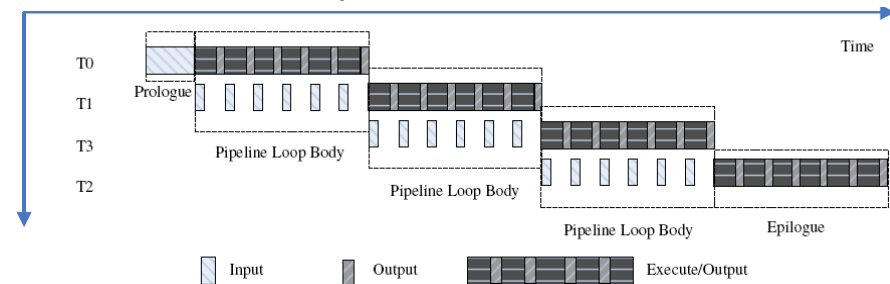 Time
T0
Prologue
T1
Pipeline Loop Body
T3
Pipeline Loop Body
T2
Pipeline Loop Body
Epilogue
Input
Output
Execute/Output